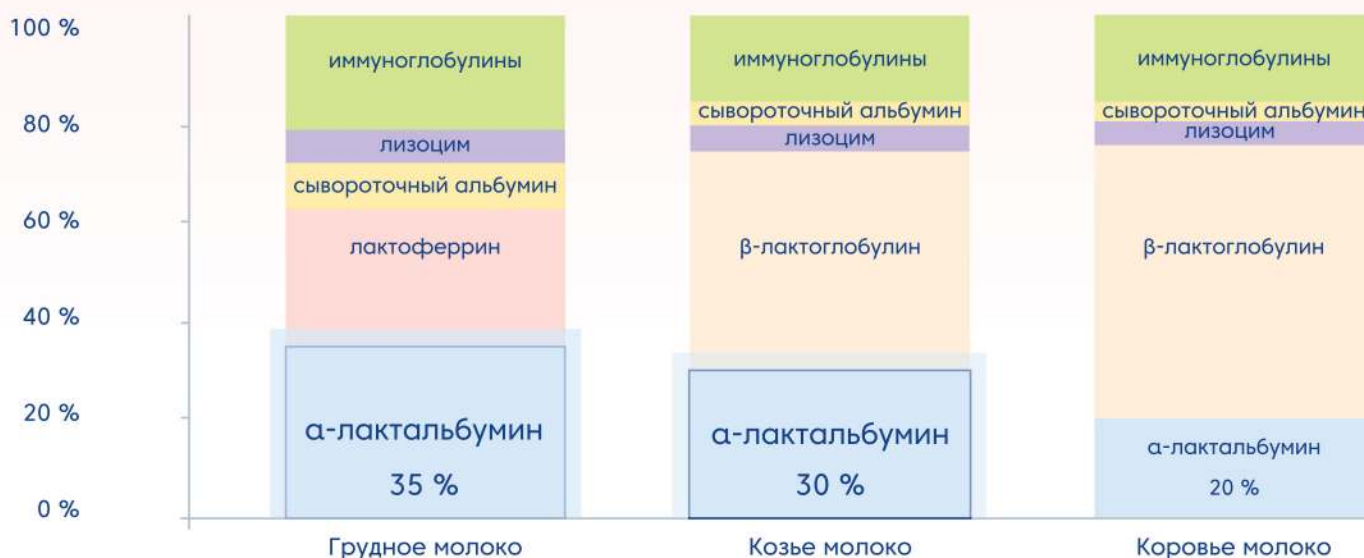 100 %
80 %
60 %
40 %
20 %
0 %
иммуноглобулины
лизоцим
сывороточный альбумин
лактоферрин
α-лактальбумин
35 %
Грудное молоко
иммуноглобулины
сывороточный альбумин
лизоцим
β-лактоглобулин
α-лактальбумин
30 %
Козье молоко
иммуноглобулины
сывороточный альбумин
лизоцим
β-лактоглобулин
α-лактальбумин
20 %
Коровье молоко